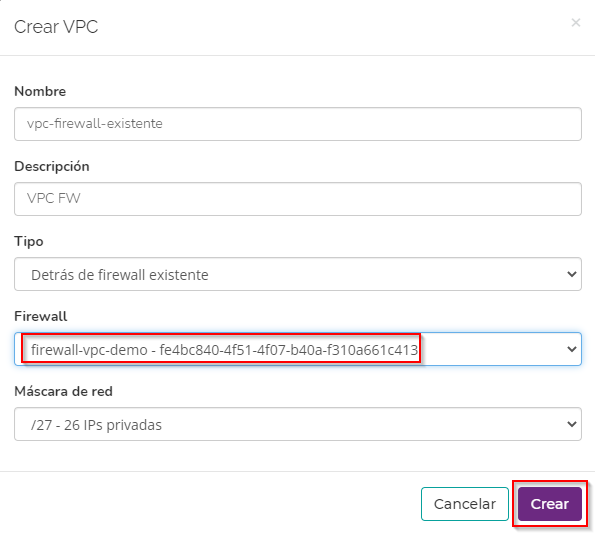 Crear VPC
×
Nombre
vpc-firewall-existente
Descripción
VPC FW
Tipo
Detrás de firewall existente
Firewall
firewall-vpc-demo - fe4bc840-4f51-4f07-b40a-f310a661c413
Máscara de red
/27 - 26 IPs privadas
Cancelar Crear